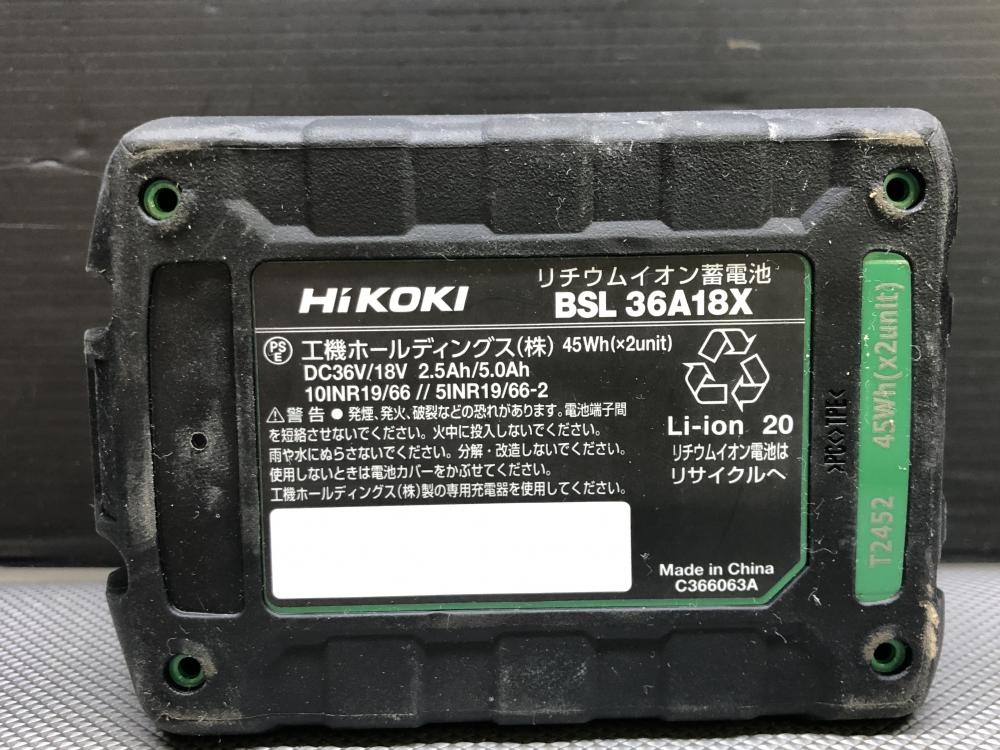 HiKOKI
リチウムイオン蓄電池
BSL 36A18X
PS
E
工機ホールディングス(株) 45Wh(×2unit)
DC36V/18V 2.5Ah/5.0Ah
10INR19/66 // 5INR19/66-2
⚠警告 ● 発煙、発火、破裂などの恐れがあります。電池端子間
を短絡させないでください。火中に投入しないでください。
雨や水にぬらさないでください。分解・改造しないでください。
使用しないときは電池カバーをかぶせてください。
工機ホールディングス(株)製の専用充電器を使用してください。
Li-ion 20
リチウムイオン電池は
リサイクルへ
Made in China
C366063A
>PC+TPE<
T2452 45Wh(x2unit)